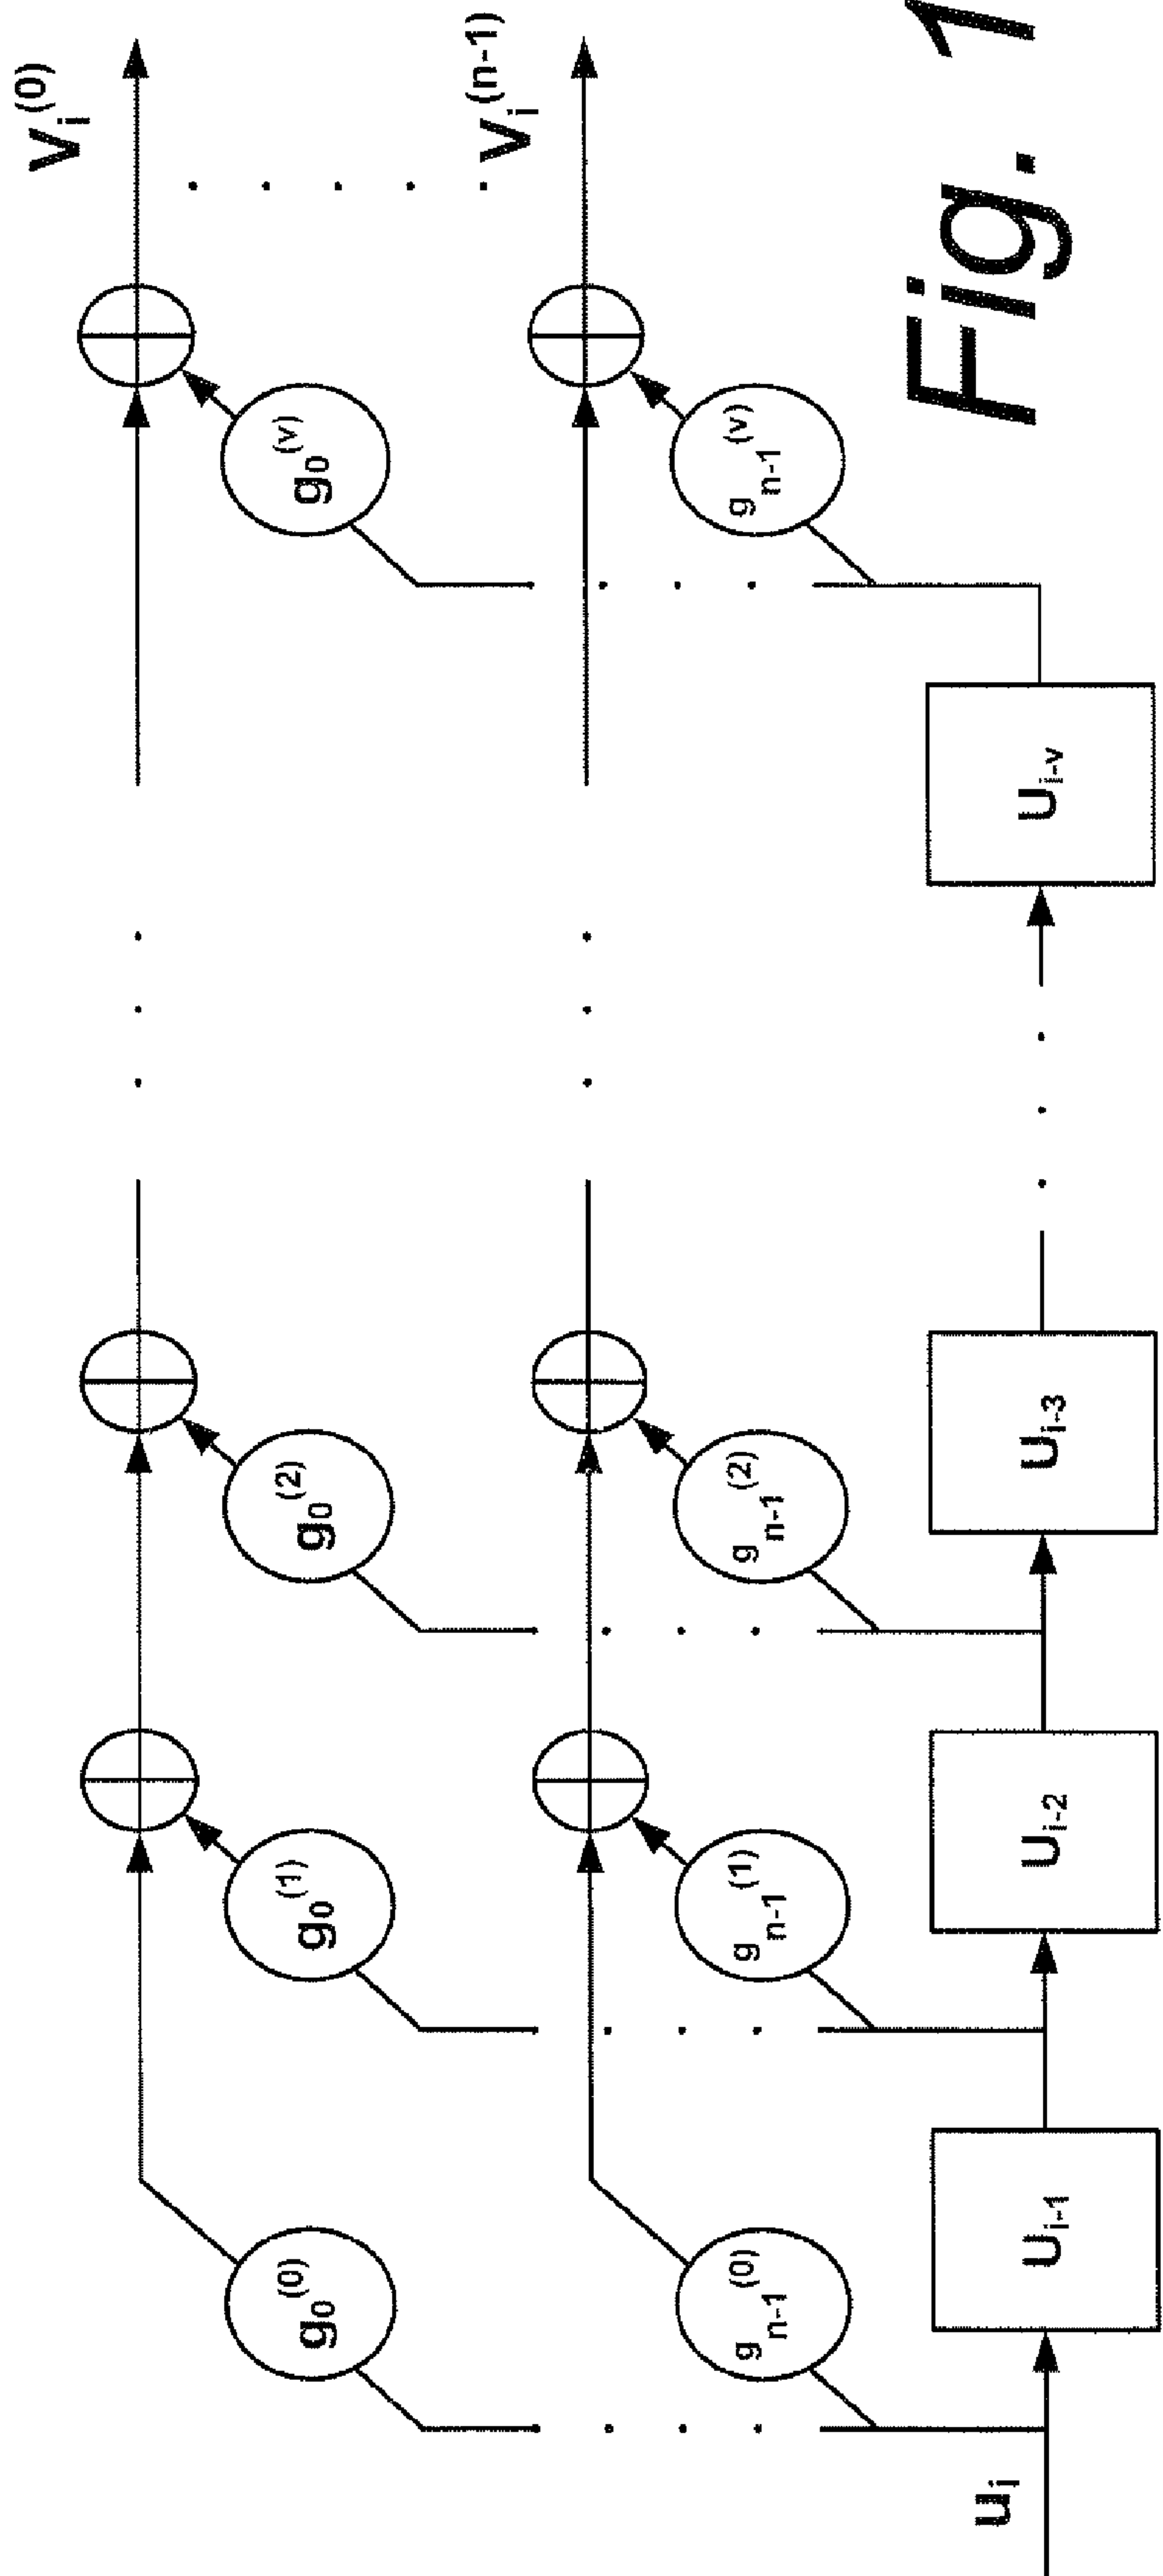 v_i^(0)
g_0^(0) g_0^(1) g_0^(2) g_0^(v)
v_i^(n-1)
g_n-1^(0) g_n-1^(1) g_n-1^(2) g_n-1^(v)
u_i
u_i-1 u_i-2 u_i-3 u_i-v
Fig. 1